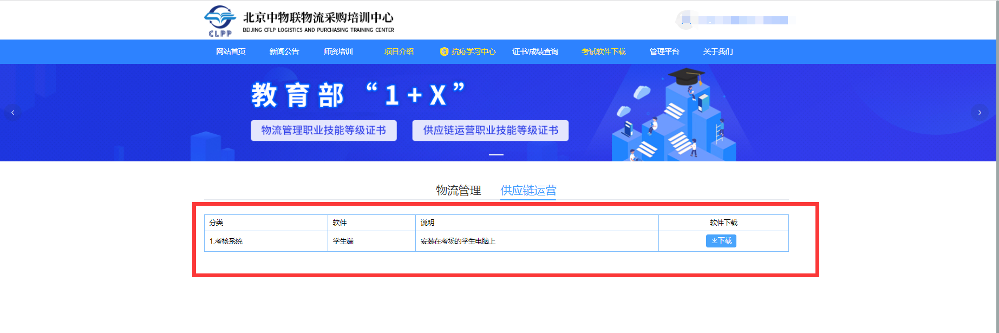 北京中物联物流采购培训中心
BEIJING CFLP LOGISTICS AND PURCHASING TRAINING CENTER
CLPP
网站首页 新闻公告 师资培训 项目介绍 抗疫学习中心 证书/成绩查询 考试软件下载 管理平台 关于我们
教育部“1+X”
物流管理职业技能等级证书 供应链运营职业技能等级证书
物流管理 供应链运营
分类 软件 说明 软件下载
1.考核系统 学生端 安装在考场的学生电脑上 下载